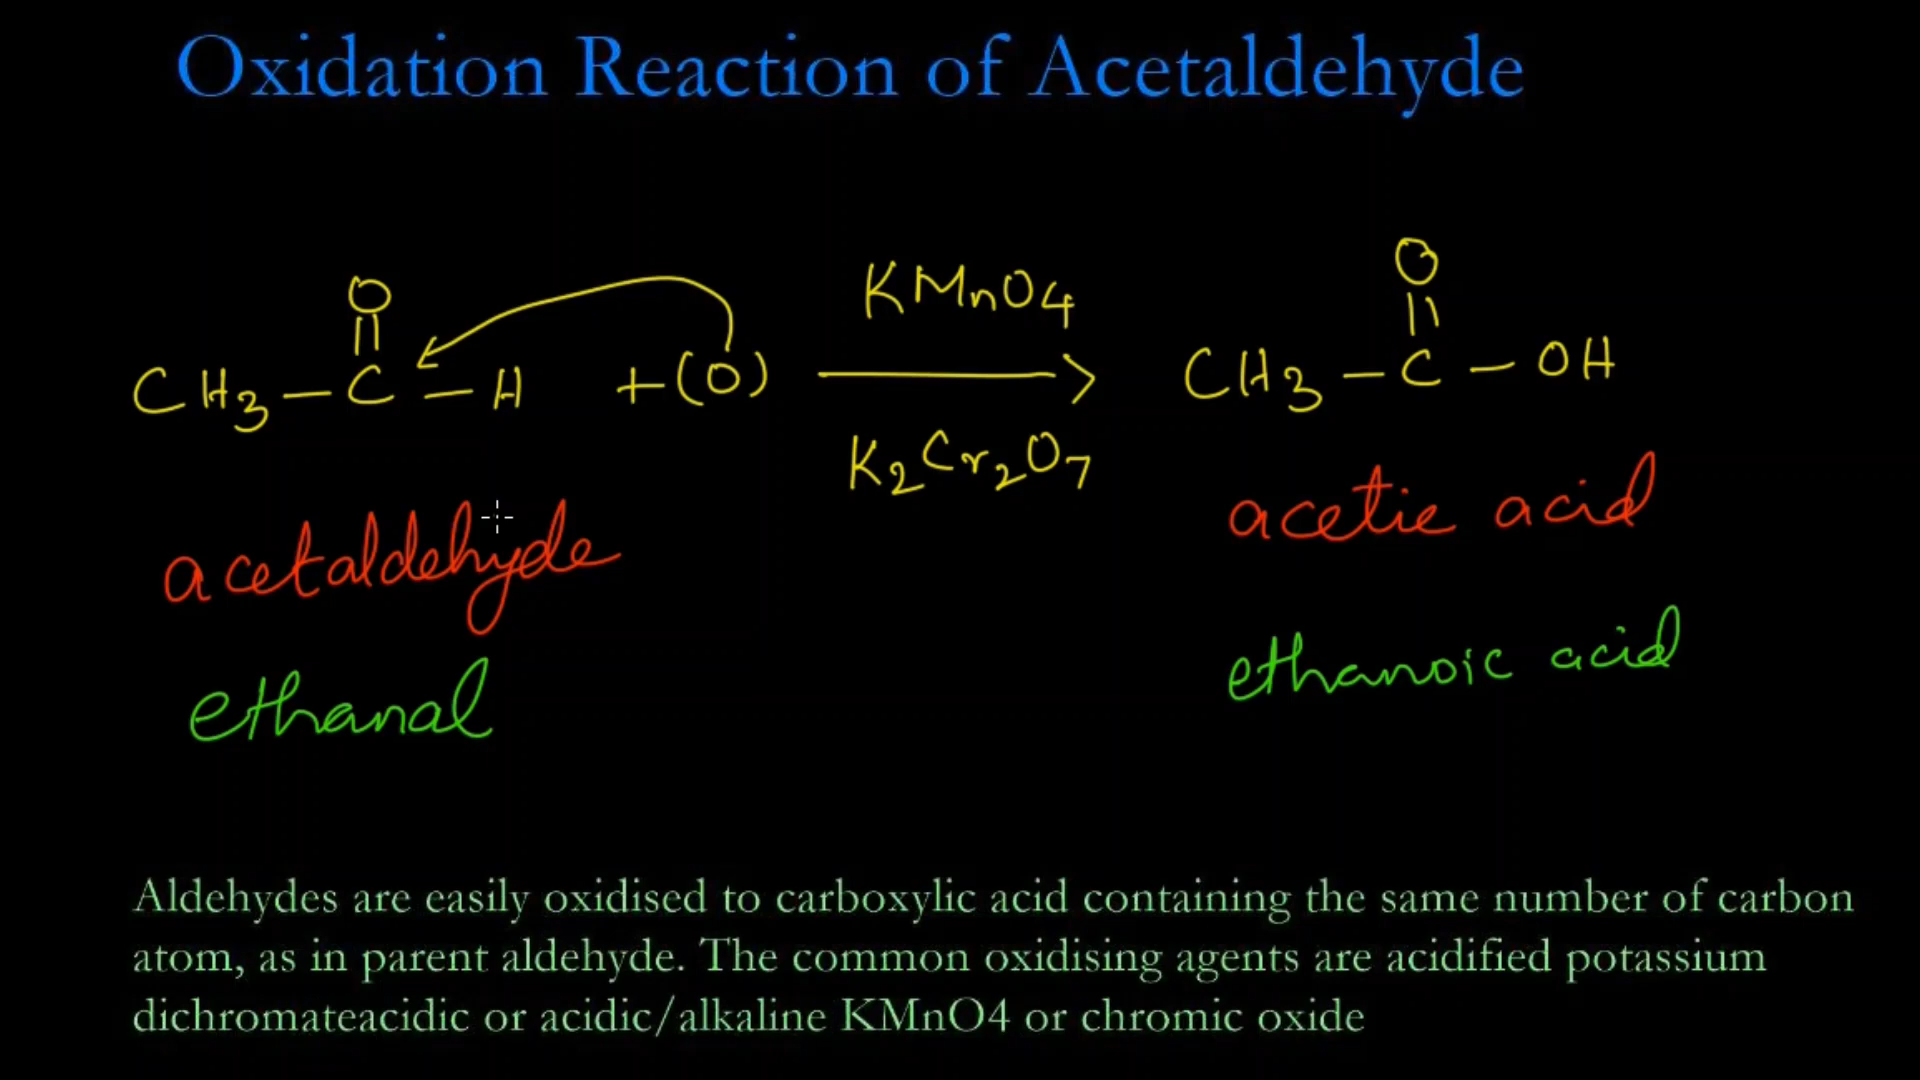 Oxidation Reaction of Acetaldehyde
O
||
CH3 – C – H + (O)
KMnO4
K2Cr2O7
O
||
CH3 – C – OH
acetaldehyde
acetic acid
ethanal
ethanoic acid
Aldehydes are easily oxidised to carboxylic acid containing the same number of carbon
atom, as in parent aldehyde. The common oxidising agents are acidified potassium
dichromateacidic or acidic/alkaline KMnO4 or chromic oxide